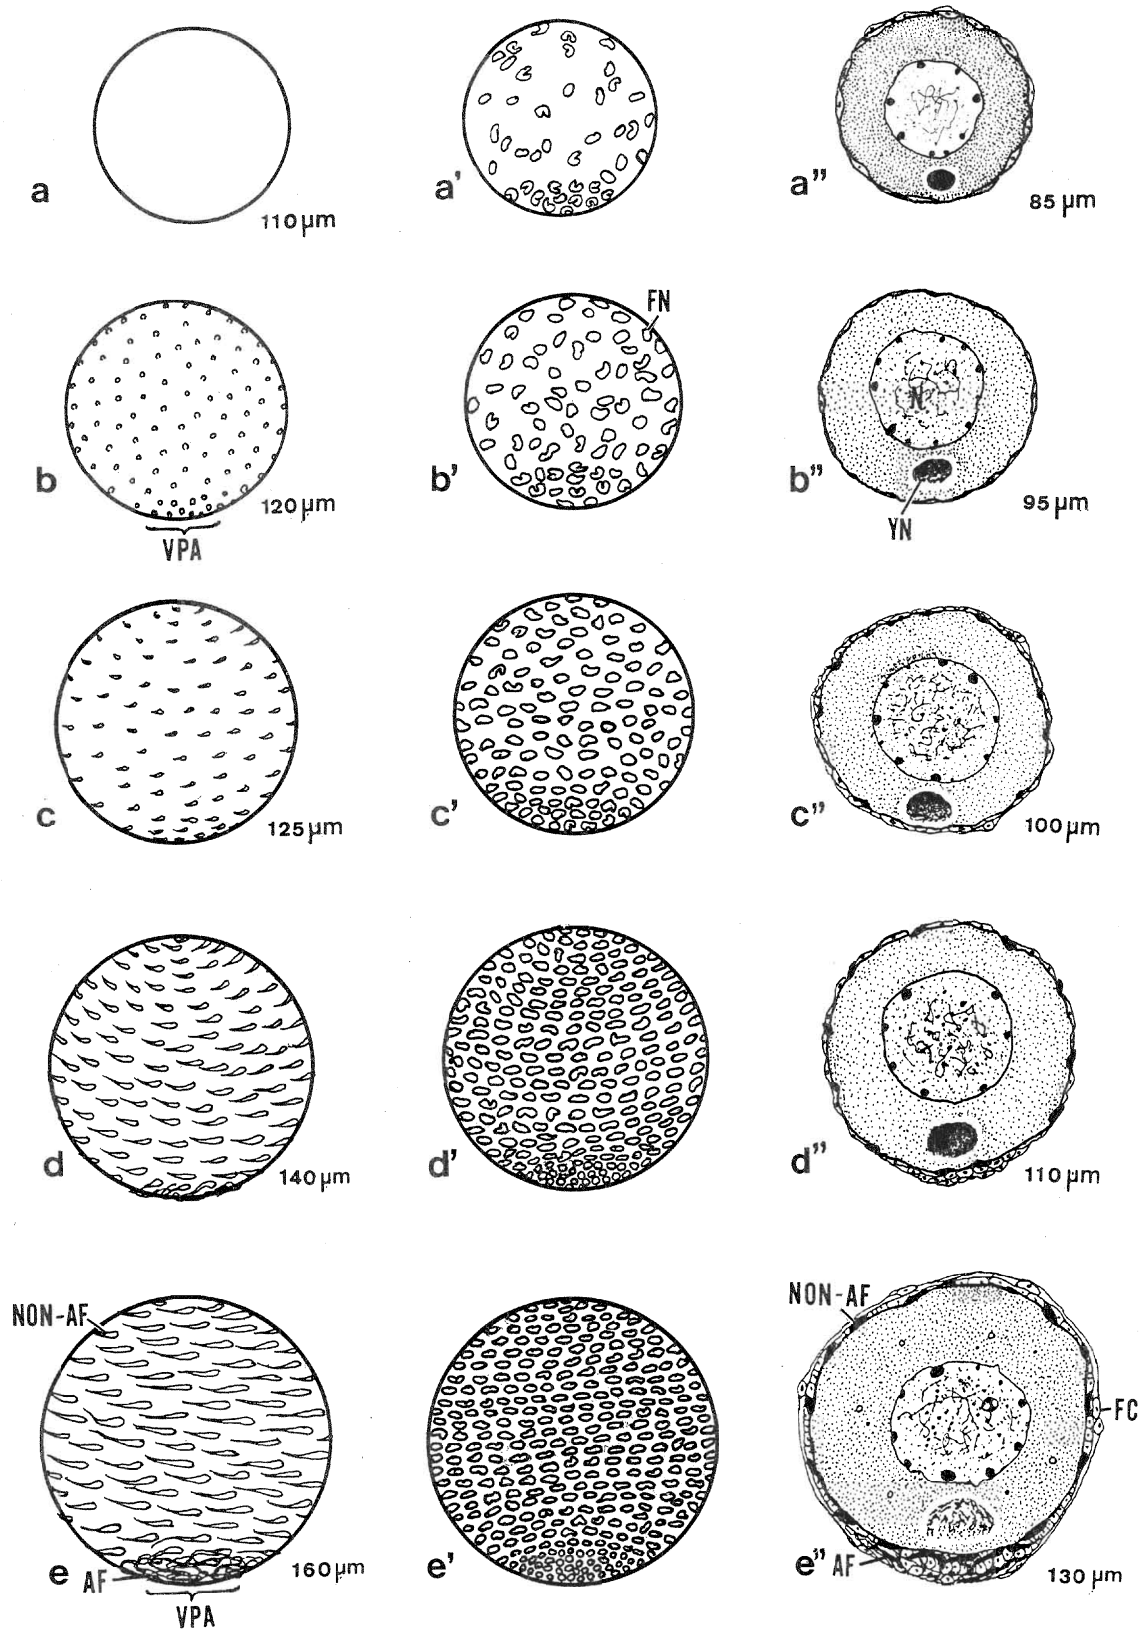 a
110 µm
a'
a"
85 µm
FN
b
120 µm
VPA
b'
b"
N
YN
95 µm
c
125 µm
c'
c"
100 µm
d
140 µm
d'
d"
110 µm
NON-AF
e
AF
160 µm
VPA
e'
NON-AF
FC
e"
AF
130 µm